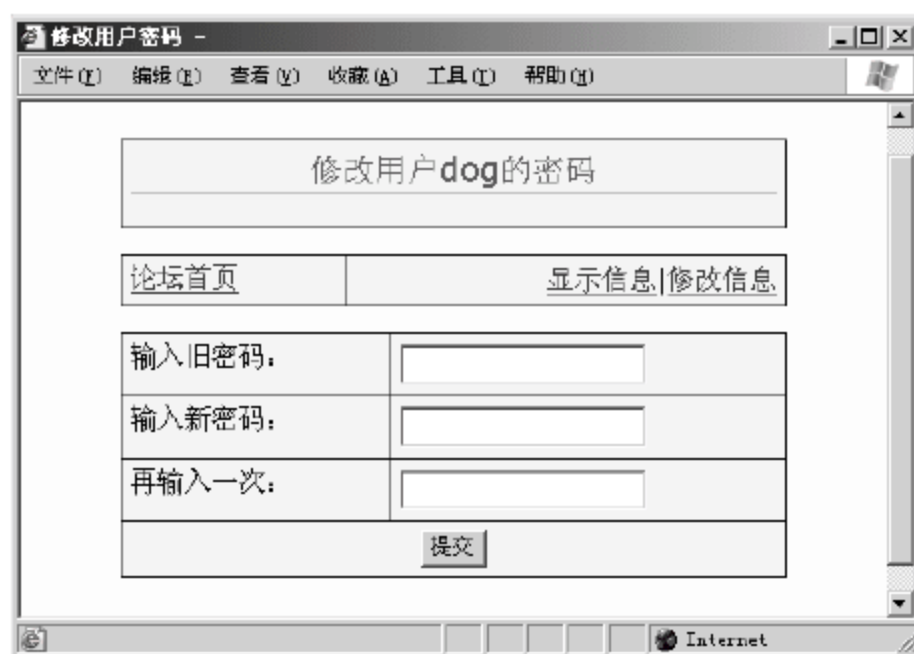 修改用户密码 -
文件(F) 编辑(E) 查看(V) 收藏(A) 工具(T) 帮助(H)
修改用户dog的密码
论坛首页 显示信息|修改信息
输入旧密码:
输入新密码:
再输入一次:
提交
Internet